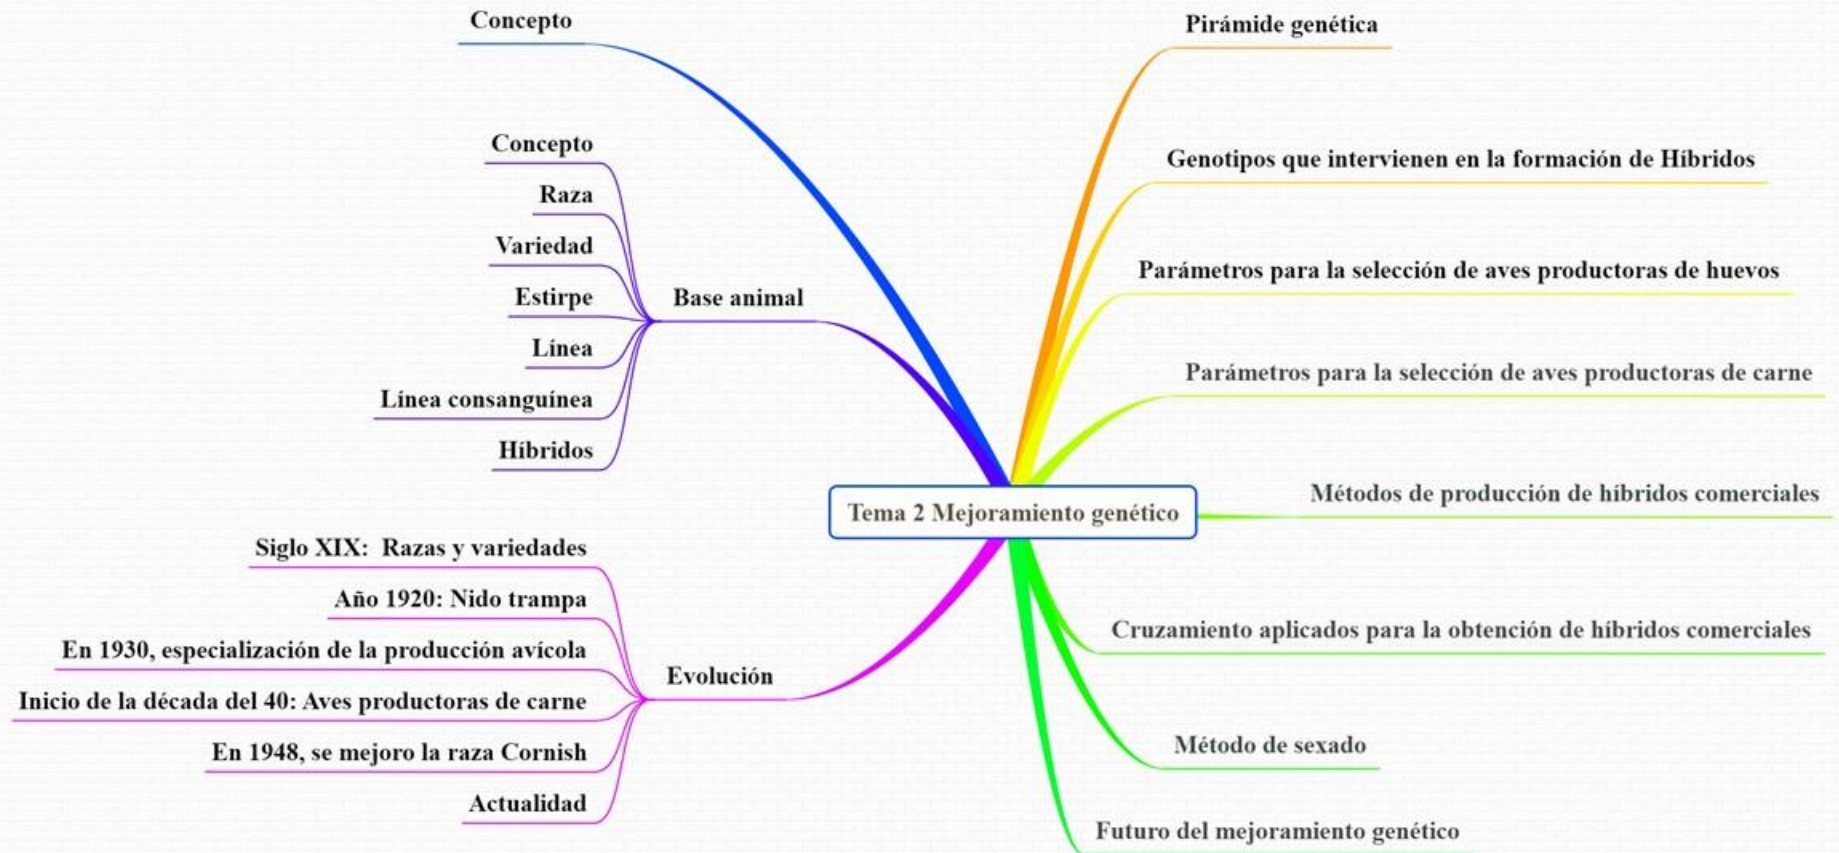 Concepto
Concepto
Raza
Variedad
Estirpe
Línea
Línea consanguínea
Híbridos
Base animal
Siglo XIX:  Razas y variedades
Año 1920: Nido trampa
En 1930, especialización de la producción avícola
Inicio de la década del 40: Aves productoras de carne
En 1948, se mejoro la raza Cornish
Actualidad
Evolución
Tema 2 Mejoramiento genético
Pirámide genética
Genotipos que intervienen en la formación de Híbridos
Parámetros para la selección de aves productoras de huevos
Parámetros para la selección de aves productoras de carne
Métodos de producción de híbridos comerciales
Cruzamiento aplicados para la obtención de híbridos comerciales
Método de sexado
Futuro del mejoramiento genético